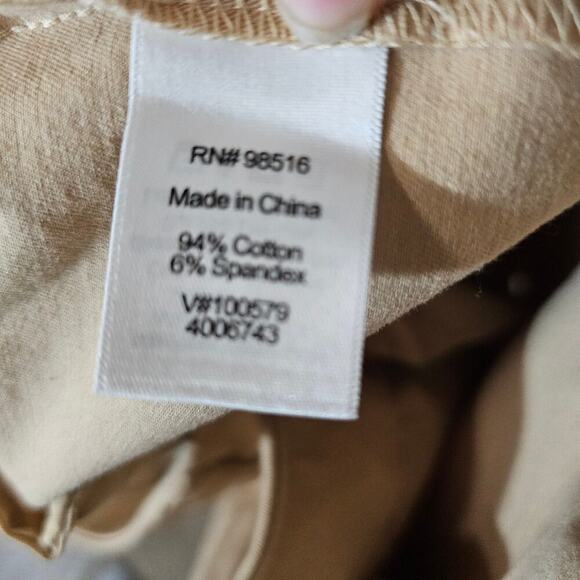 RN# 98516
Made in China
94% Cotton
6% Spandex
V#100579
4006743